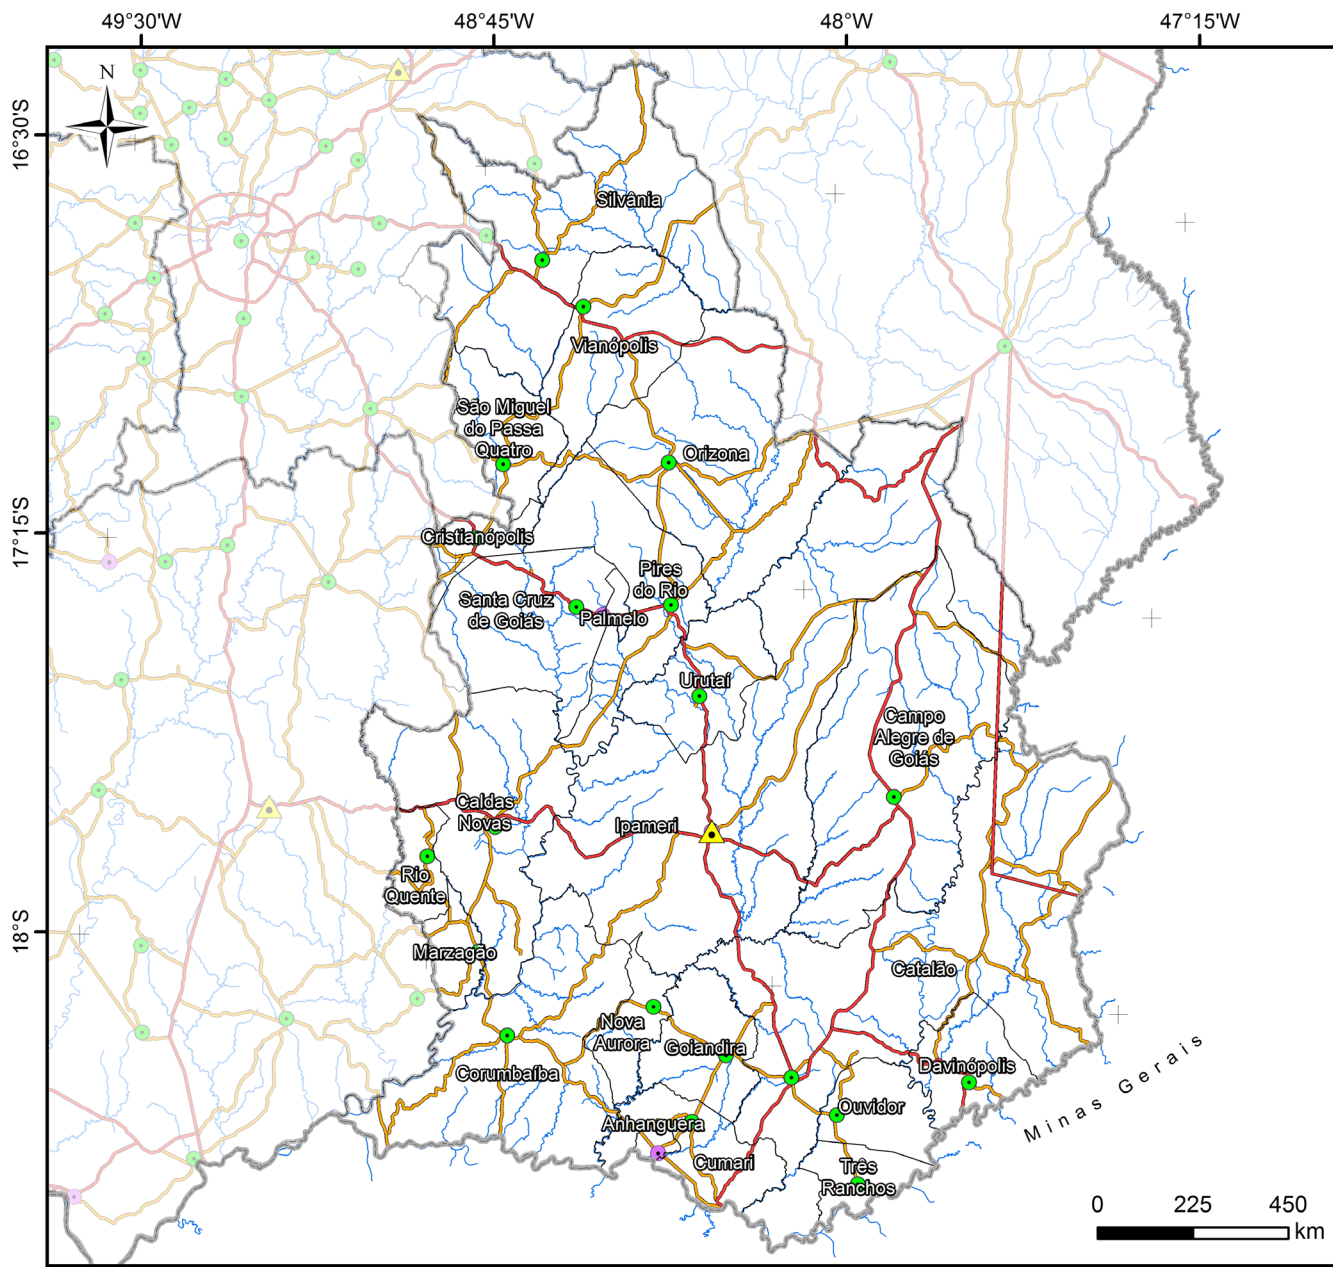 49°30'W
48°45'W
48°W
47°15'W
N
16°30'S
Silvânia
Vianópolis
São Miguel
do Passa
Quatro
Orizona
17°15'S
Cristianópolis
Pires
do Rio
Santa Cruz
de Goiás
Palmelo
Urutaí
Campo
Alegre de
Goiás
Caldas
Novas
Ipameri
Rio
Quente
18°S
Marzagão
Catalão
Nova
Aurora
Goiandira
Corumbaíba
Davinópolis
Minas Gerais
Ouvidor
Anhanguera
Cumari
Três
Ranchos
0 225 450
km